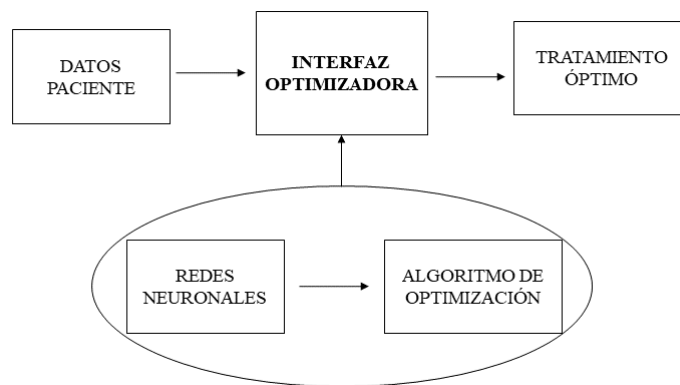 DATOS
PACIENTE
INTERFAZ
OPTIMIZADORA
TRATAMIENTO
ÓPTIMO
REDES
NEURONALES
ALGORITMO DE
OPTIMIZACIÓN